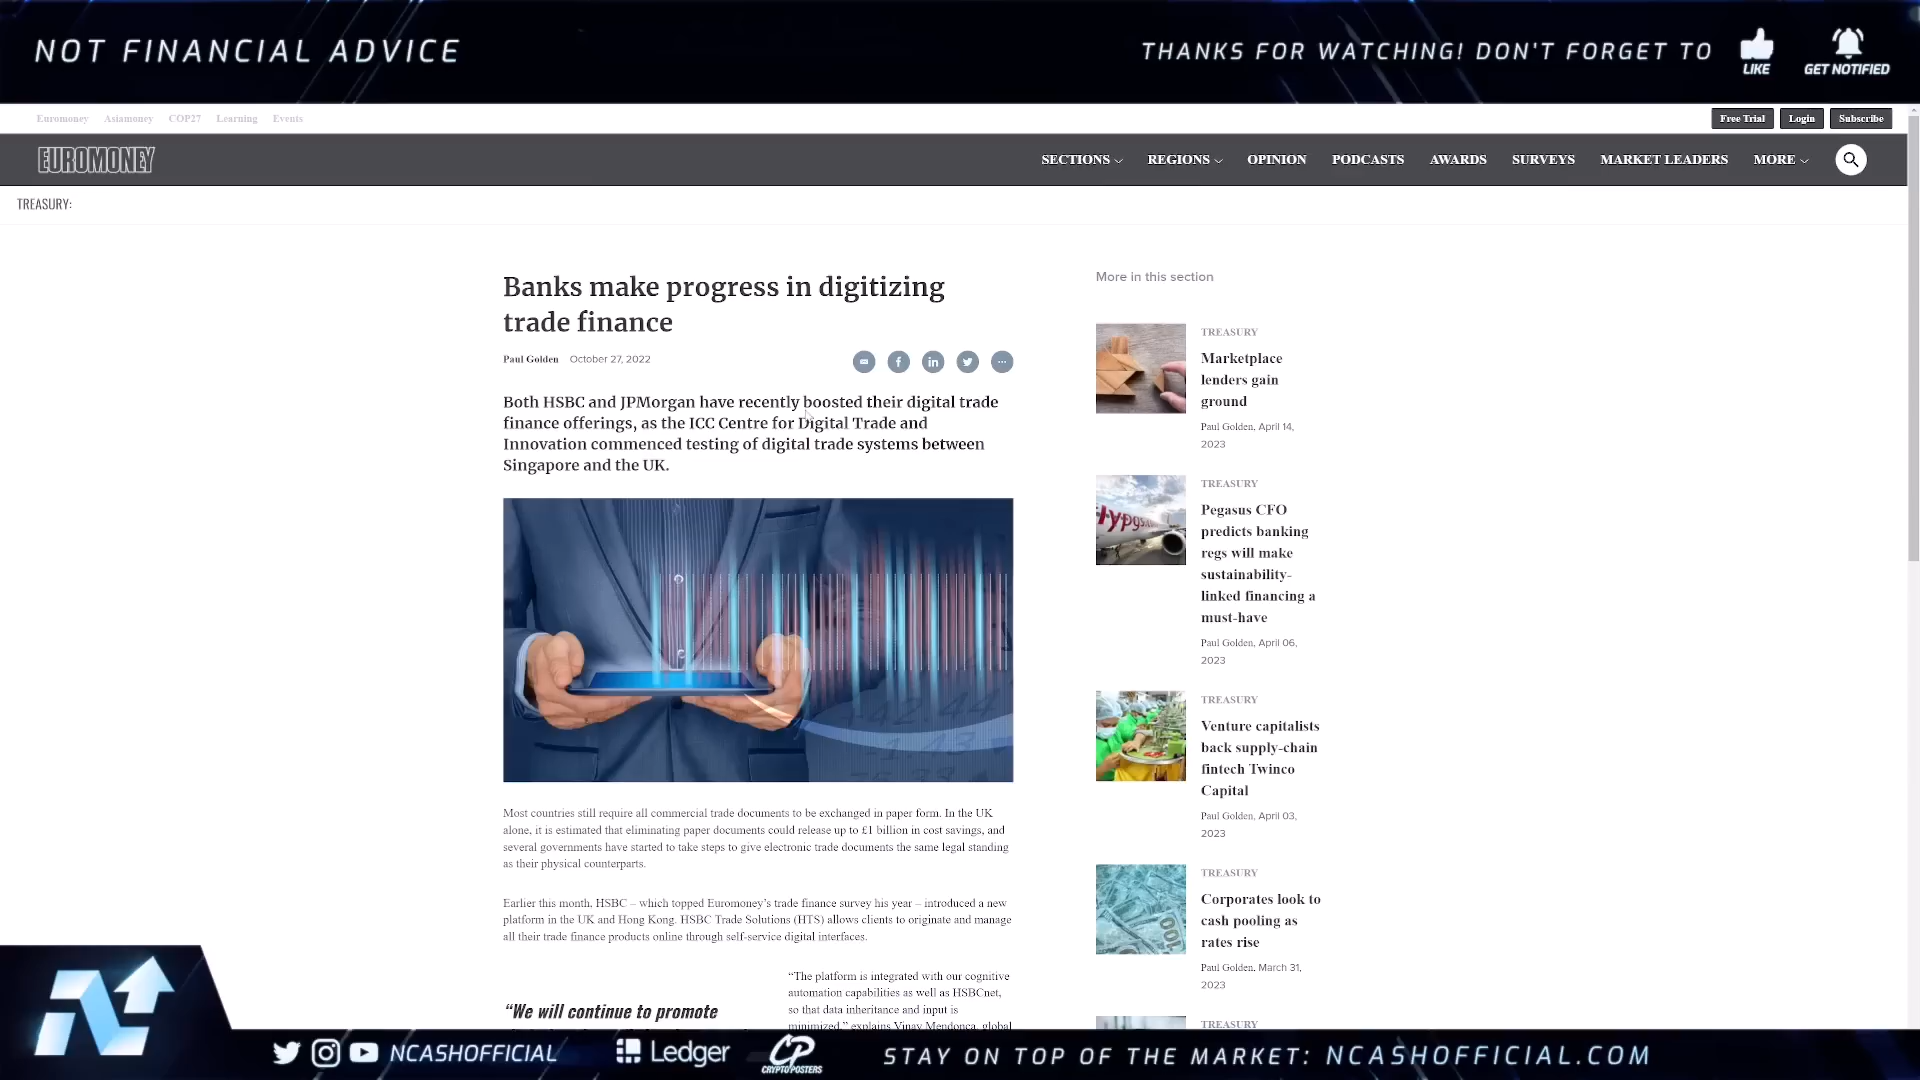 NOT FINANCIAL ADVICE
THANKS FOR WATCHING! DON'T FORGET TO
LIKE
GET NOTIFIED
Euromoney Asiamoney COP27 Learning Events
Free Trial Login Subscribe
EUROMONEY
SECTIONS REGIONS OPINION PODCASTS AWARDS SURVEYS MARKET LEADERS MORE
TREASURY:
Banks make progress in digitizing
trade finance
Paul Golden October 27, 2022
Both HSBC and JPMorgan have recently boosted their digital trade
finance offerings, as the ICC Centre for Digital Trade and
Innovation commenced testing of digital trade systems between
Singapore and the UK.
Most countries still require all commercial trade documents to be exchanged in paper form. In the UK
alone, it is estimated that eliminating paper documents could release up to £1 billion in cost savings, and
several governments have started to take steps to give electronic trade documents the same legal standing
as their physical counterparts.
Earlier this month, HSBC – which topped Euromoney's trade finance survey his year – introduced a new
platform in the UK and Hong Kong. HSBC Trade Solutions (HTS) allows clients to originate and manage
all their trade finance products online through self-service digital interfaces.
“We will continue to promote
“The platform is integrated with our cognitive
automation capabilities as well as HSBCnet,
so that data inheritance and input is
minimized,” explains Vinay Mendonca, global
More in this section
TREASURY
Marketplace
lenders gain
ground
Paul Golden, April 14,
2023
TREASURY
Pegasus CFO
predicts banking
regs will make
sustainability-
linked financing a
must-have
Paul Golden, April 06,
2023
TREASURY
Venture capitalists
back supply-chain
fintech Twinco
Capital
Paul Golden, April 03,
2023
TREASURY
Corporates look to
cash pooling as
rates rise
Paul Golden, March 31,
2023
TREASURY
NCASHOFFICIAL
Ledger
CP
CRYPTOPOSTERS
STAY ON TOP OF THE MARKET: NCASHOFFICIAL.COM